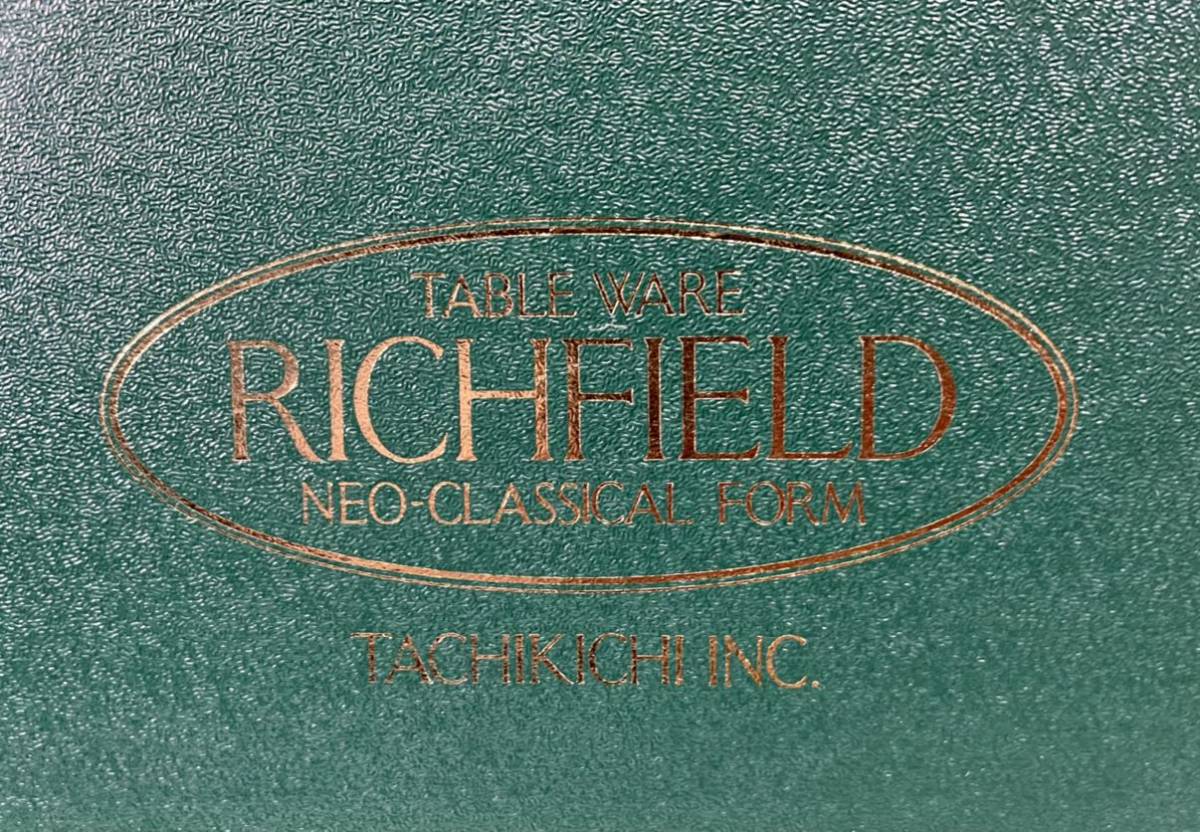 TABLE WARE
RICHFIELD
NEO-CLASSICAL FORM
TACHIKICHI INC.